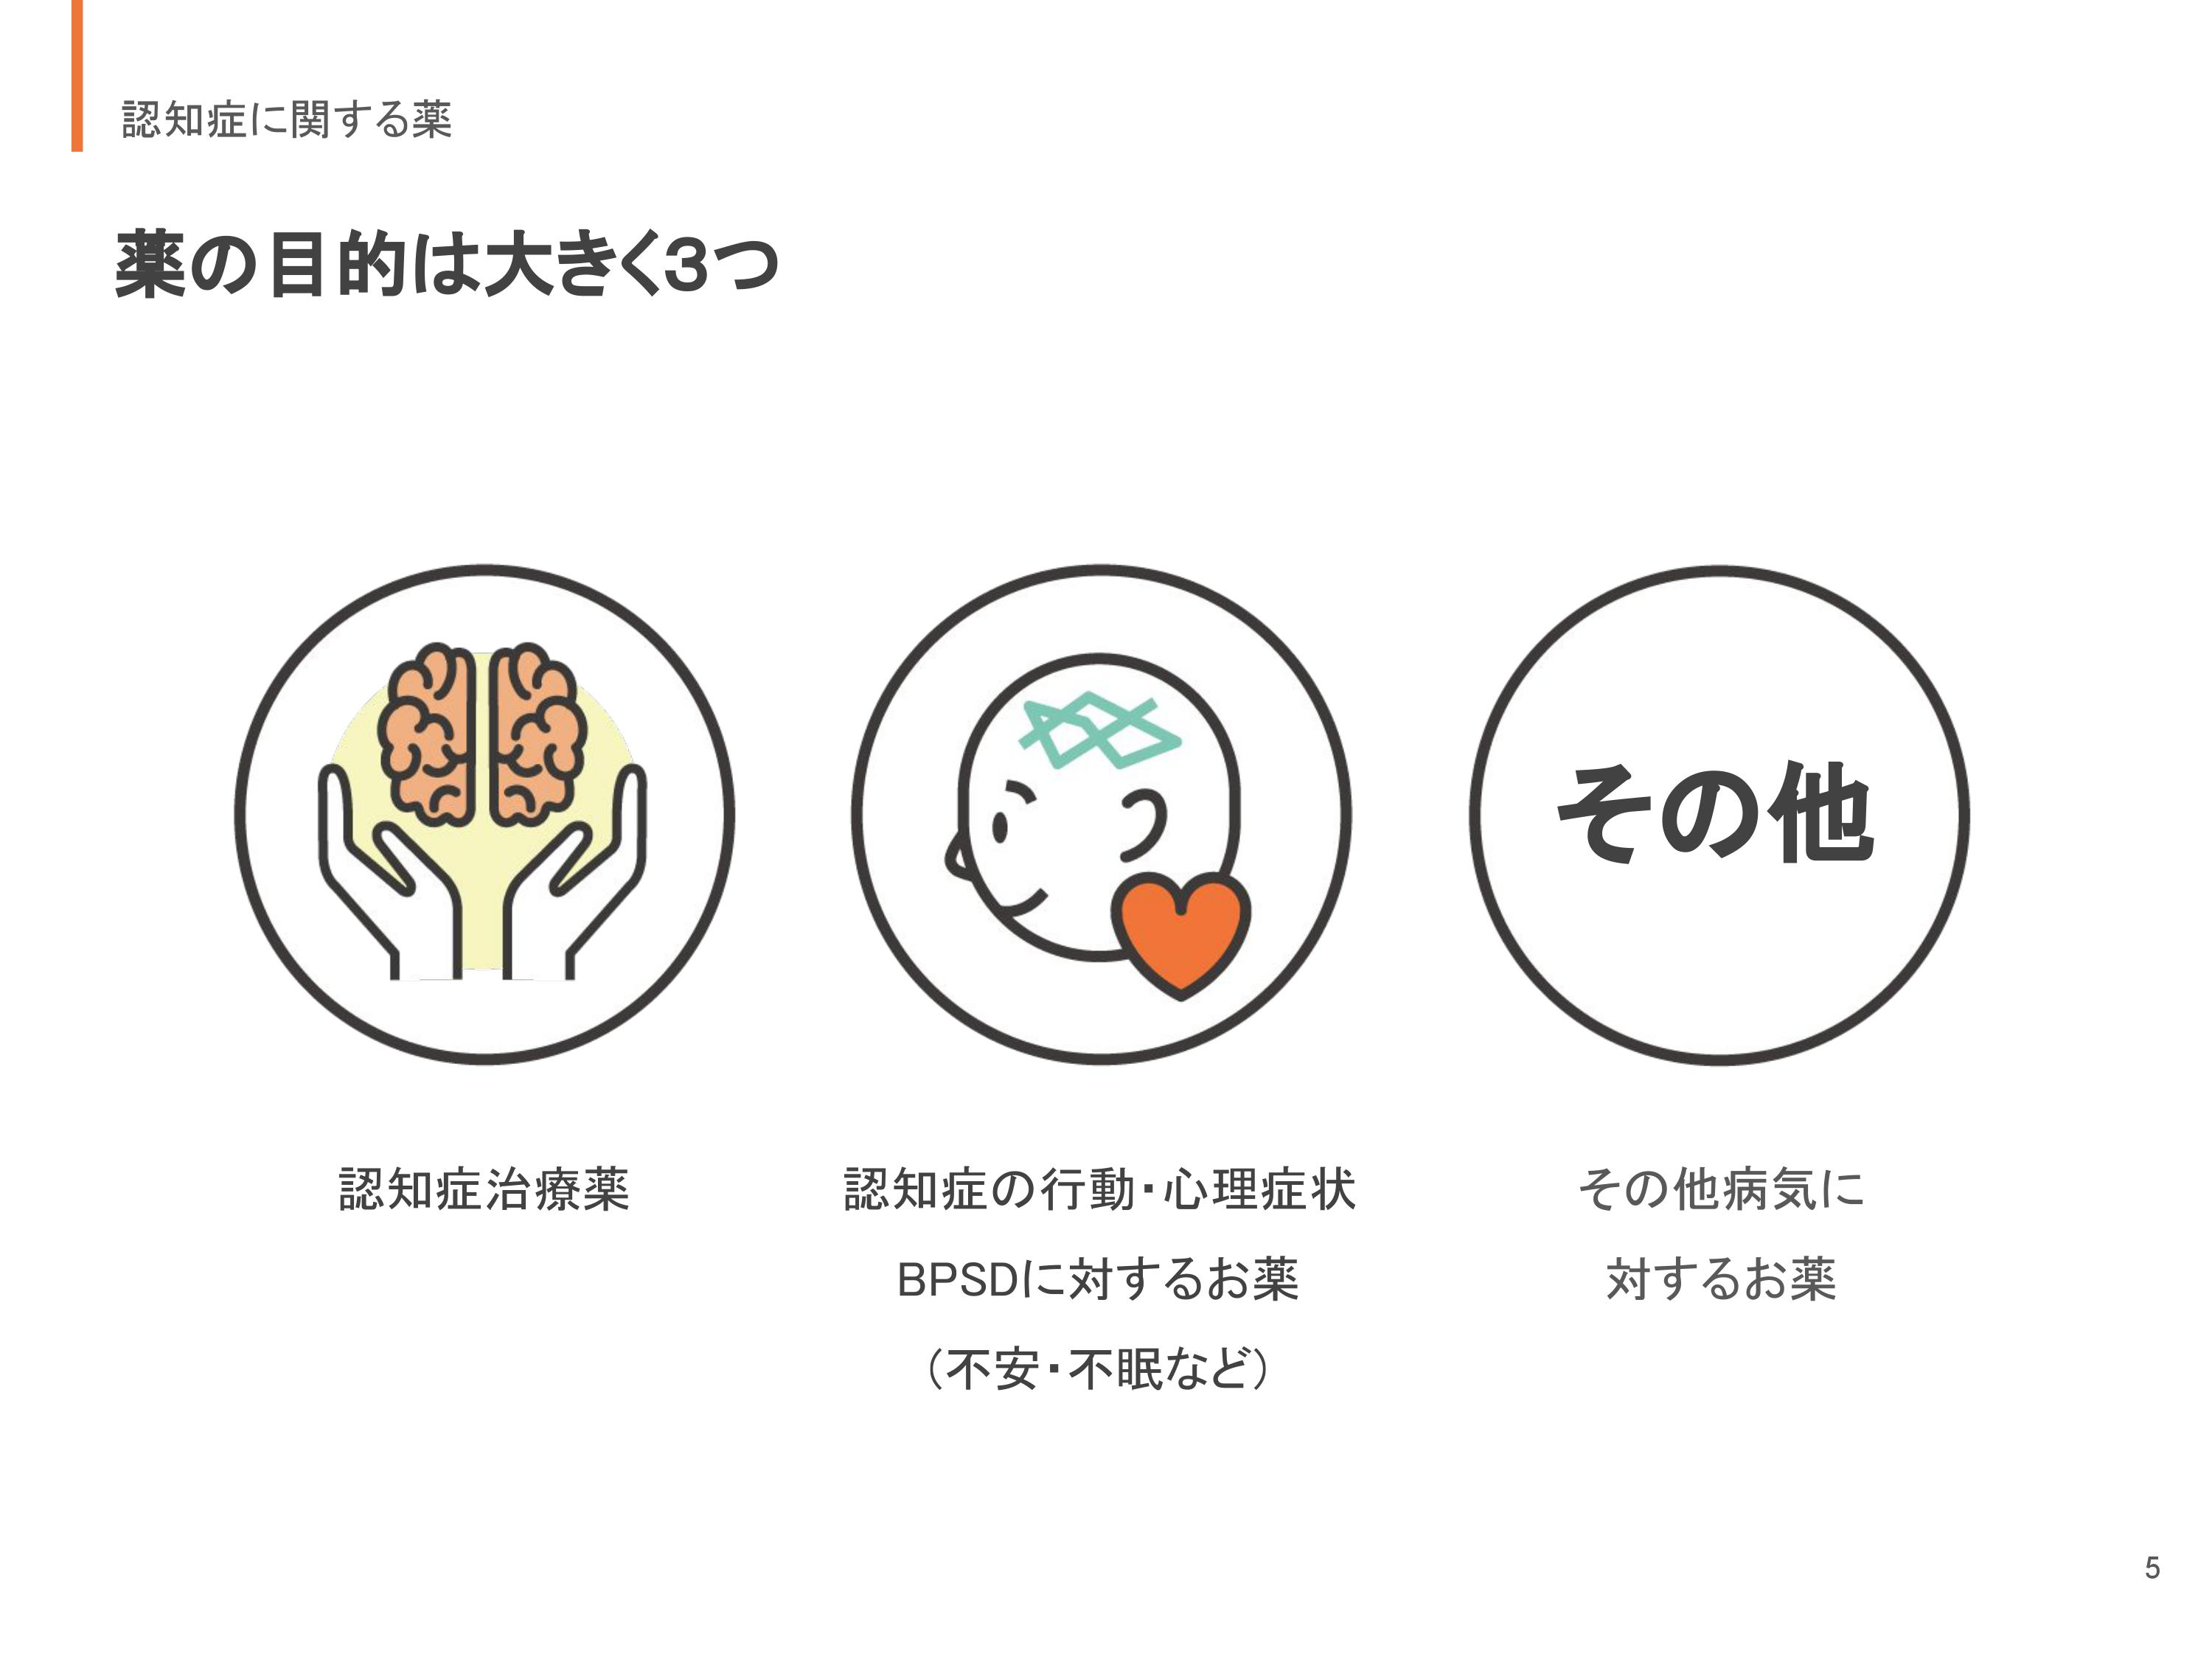 認知症に関する薬
薬の目的は大きく3つ
その他
認知症治療薬
認知症の行動・心理症状
BPSDに対するお薬
（不安・不眠など）
その他病気に
対するお薬
5